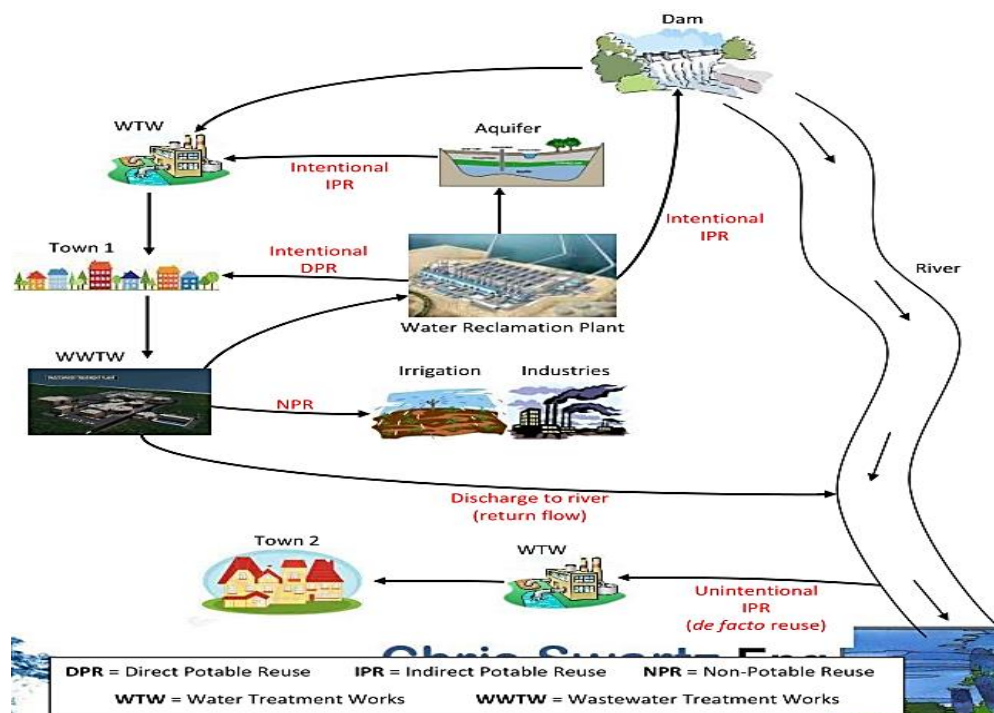 Dam
WTW
Aquifer
Intentional
IPR
Intentional
IPR
Town 1
Intentional
DPR
River
Water Reclamation Plant
WWTW
Irrigation
Industries
NPR
Discharge to river
(return flow)
Town 2
WTW
Unintentional
IPR
(de facto reuse)
DPR = Direct Potable Reuse IPR = Indirect Potable Reuse NPR = Non-Potable Reuse
WTW = Water Treatment Works WWTW = Wastewater Treatment Works